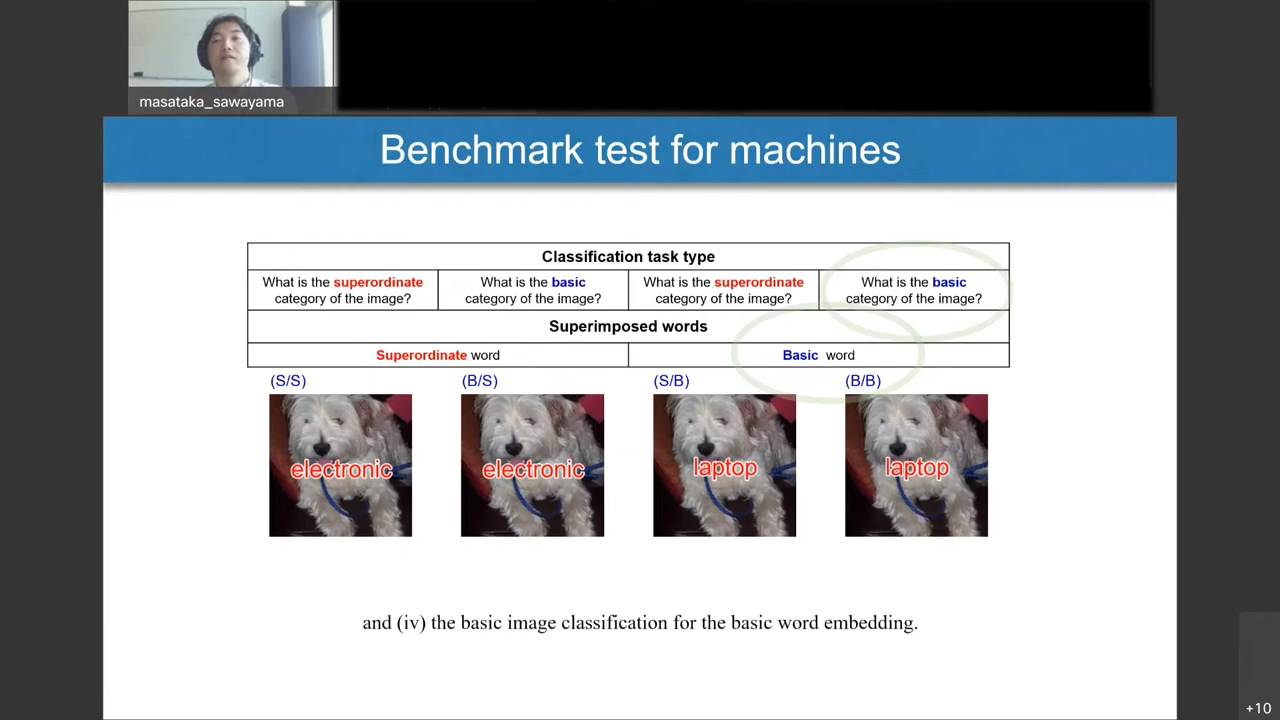 masataka_sawayama
Benchmark test for machines
Classification task type
What is the superordinate category of the image?
What is the basic category of the image?
What is the superordinate category of the image?
What is the basic category of the image?
Superimposed words
Superordinate word
Basic word
(S/S)
(B/S)
(S/B)
(B/B)
electronic
electronic
laptop
laptop
and (iv) the basic image classification for the basic word embedding.
+10